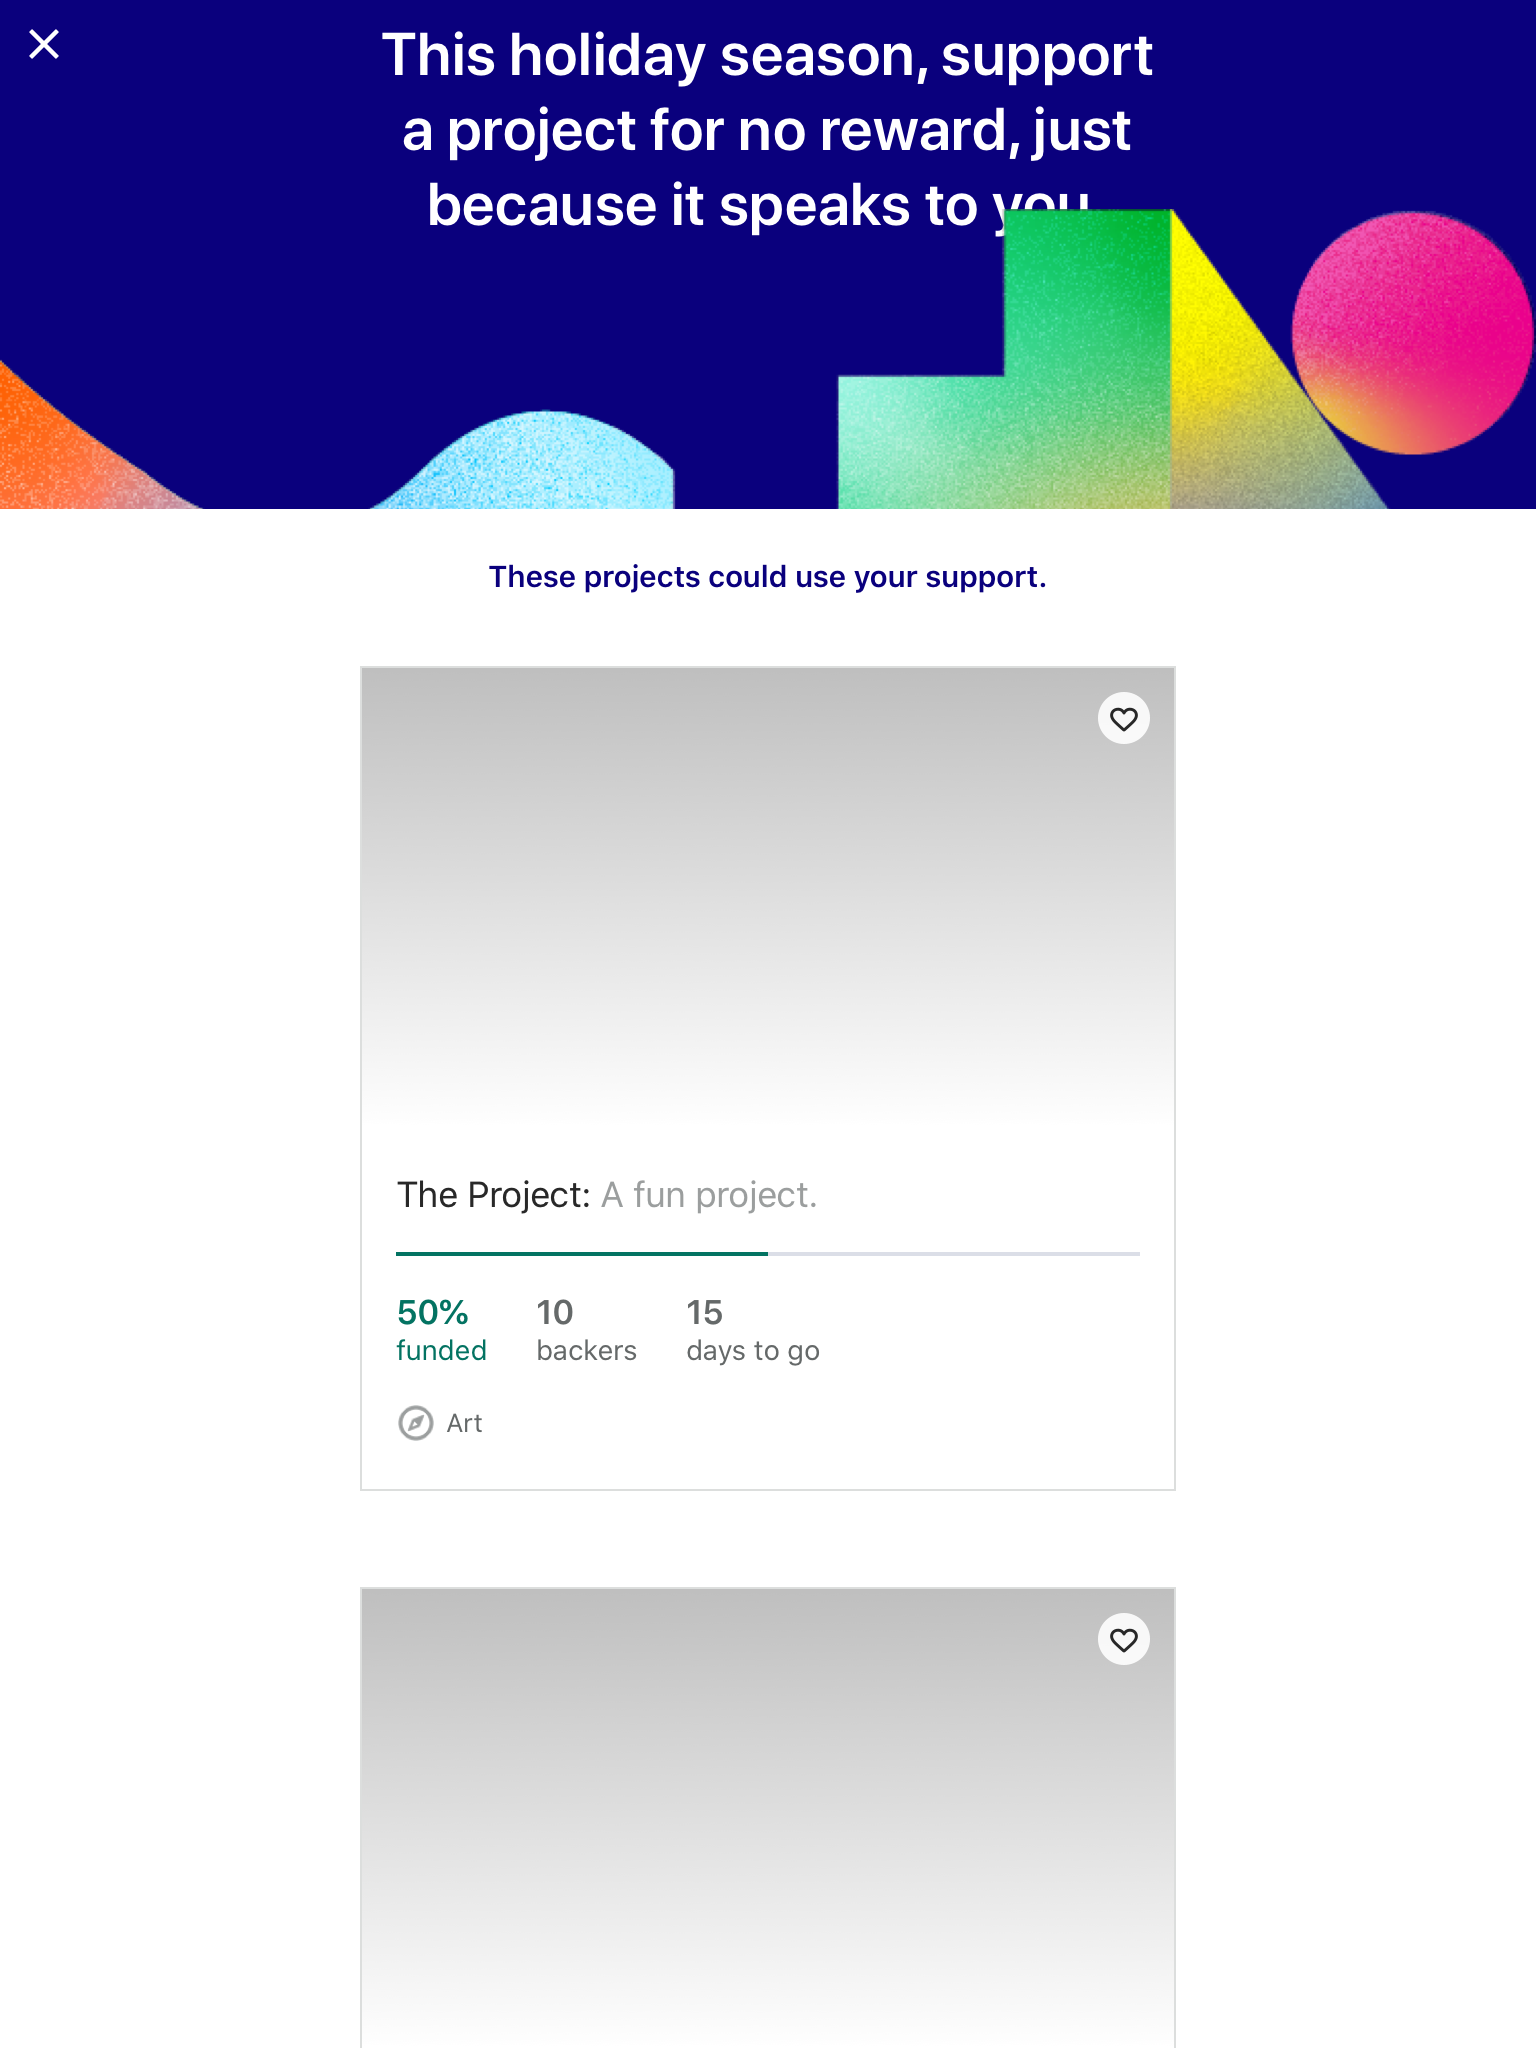 This holiday season, support
a project for no reward, just
because it speaks to you
These projects could use your support.
The Project: A fun project.
50% 10 15
funded backers days to go
Art